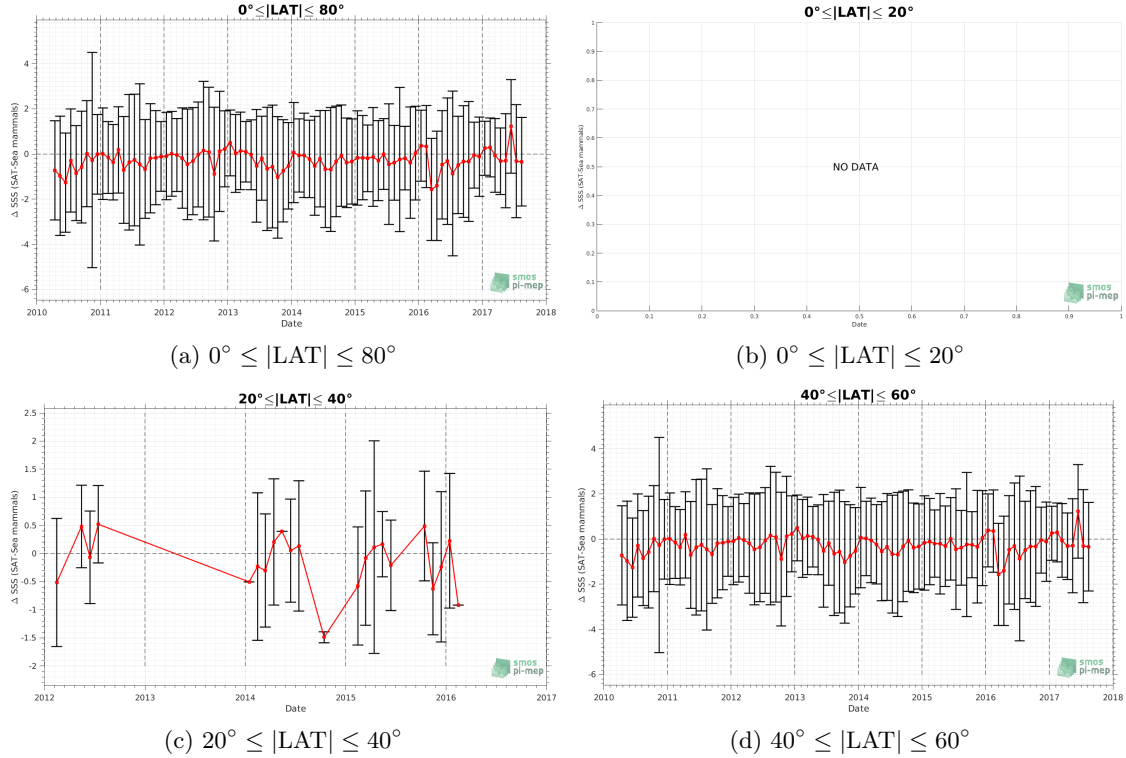 0°≤|LAT|≤ 80°
Δ SSS (SAT-Sea mammals)
4
2
0
-2
-4
-6
2010 2011 2012 2013 2014 2015 2016 2017 2018
Date
smos
pi-mep
(a) 0° ≤ |LAT| ≤ 80°
0°≤|LAT|≤ 20°
Δ SSS (SAT-Sea mammals)
1
0.9
0.8
0.7
0.6
0.5
0.4
0.3
0.2
0.1
0
NO DATA
0 0.1 0.2 0.3 0.4 0.5 0.6 0.7 0.8 0.9 1
Date
smos
pi-mep
(b) 0° ≤ |LAT| ≤ 20°
20°≤|LAT|≤ 40°
Δ SSS (SAT-Sea mammals)
2.5
2
1.5
1
0.5
0
-0.5
-1
-1.5
-2
2012 2013 2014 2015 2016 2017
Date
smos
pi-mep
(c) 20° ≤ |LAT| ≤ 40°
40°≤|LAT|≤ 60°
Δ SSS (SAT-Sea mammals)
4
2
0
-2
-4
-6
2010 2011 2012 2013 2014 2015 2016 2017 2018
Date
smos
pi-mep
(d) 40° ≤ |LAT| ≤ 60°